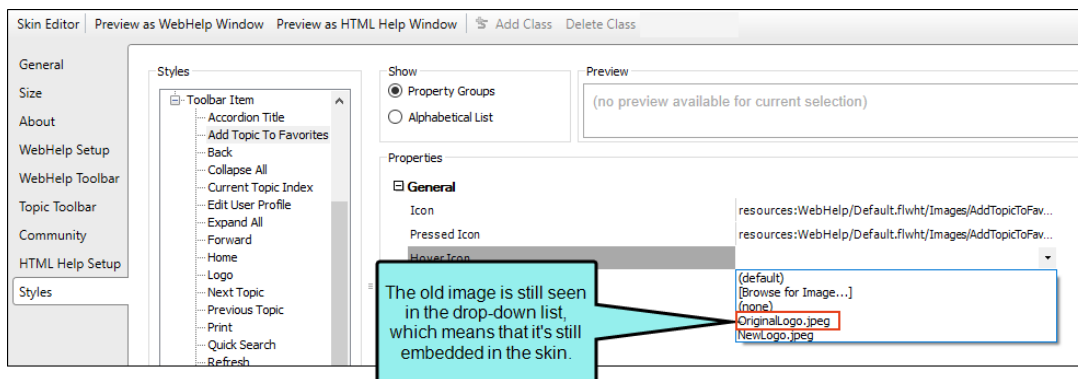 Skin Editor Preview as WebHelp Window Preview as HTML Help Window Add Class Delete Class
General
Size
About
WebHelp Setup
WebHelp Toolbar
Topic Toolbar
Community
HTML Help Setup
Styles
Styles
Toolbar Item
Accordion Title
Add Topic To Favorites
Back
Collapse All
Current Topic Index
Edit User Profile
Expand All
Forward
Home
Logo
Next Topic
Previous Topic
Print
Quick Search
Refresh
Show
Property Groups
Alphabetical List
Preview
(no preview available for current selection)
Properties
General
Icon resources:WebHelp/Default.flwht/Images/AddTopicToFav...
Pressed Icon resources:WebHelp/Default.flwht/Images/AddTopicToFav...
Hover Icon
(default)
[Browse for Image...]
(none)
OriginalLogo.jpeg
NewLogo.jpeg
The old image is still seen
in the drop-down list,
which means that it's still
embedded in the skin.